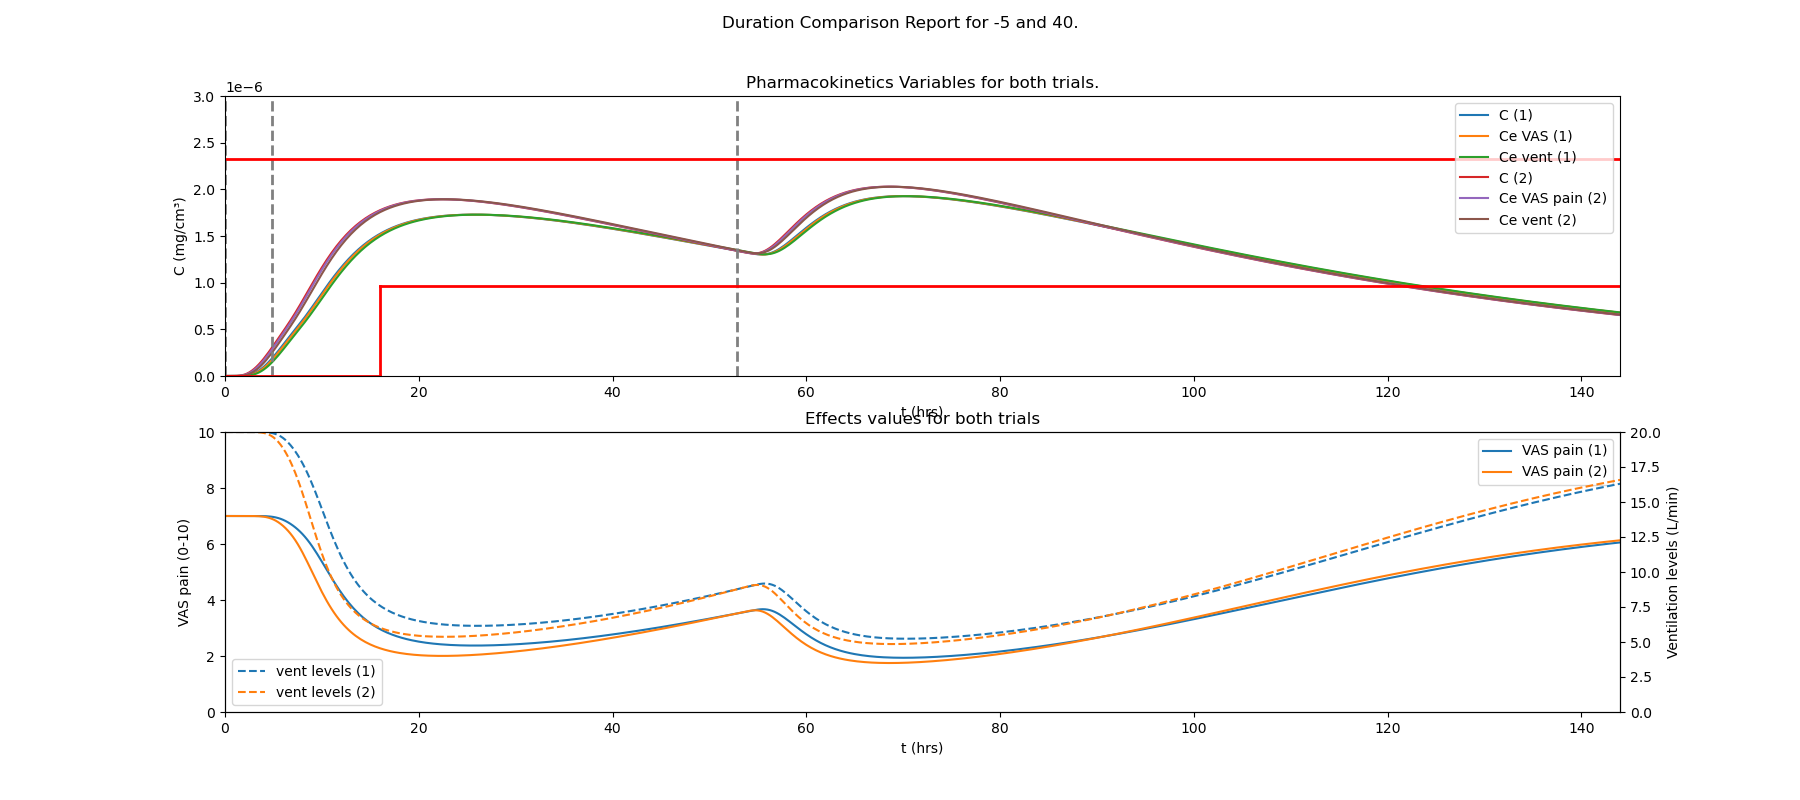 Duration Comparison Report for -5 and 40.
Pharmacokinetics Variables for both trials.
1e−6
3.0
2.5
2.0
1.5
1.0
0.5
0.0
C (mg/cm³)
C (1)
Ce VAS (1)
Ce vent (1)
C (2)
Ce VAS pain (2)
Ce vent (2)
0 20 40 60 80 100 120 140
t (hrs)
Effects values for both trials
10
8
6
4
2
0
VAS pain (0-10)
VAS pain (1)
VAS pain (2)
vent levels (1)
vent levels (2)
20.0
17.5
15.0
12.5
10.0
7.5
5.0
2.5
0.0
Ventilation levels (L/min)
0 20 40 60 80 100 120 140
t (hrs)